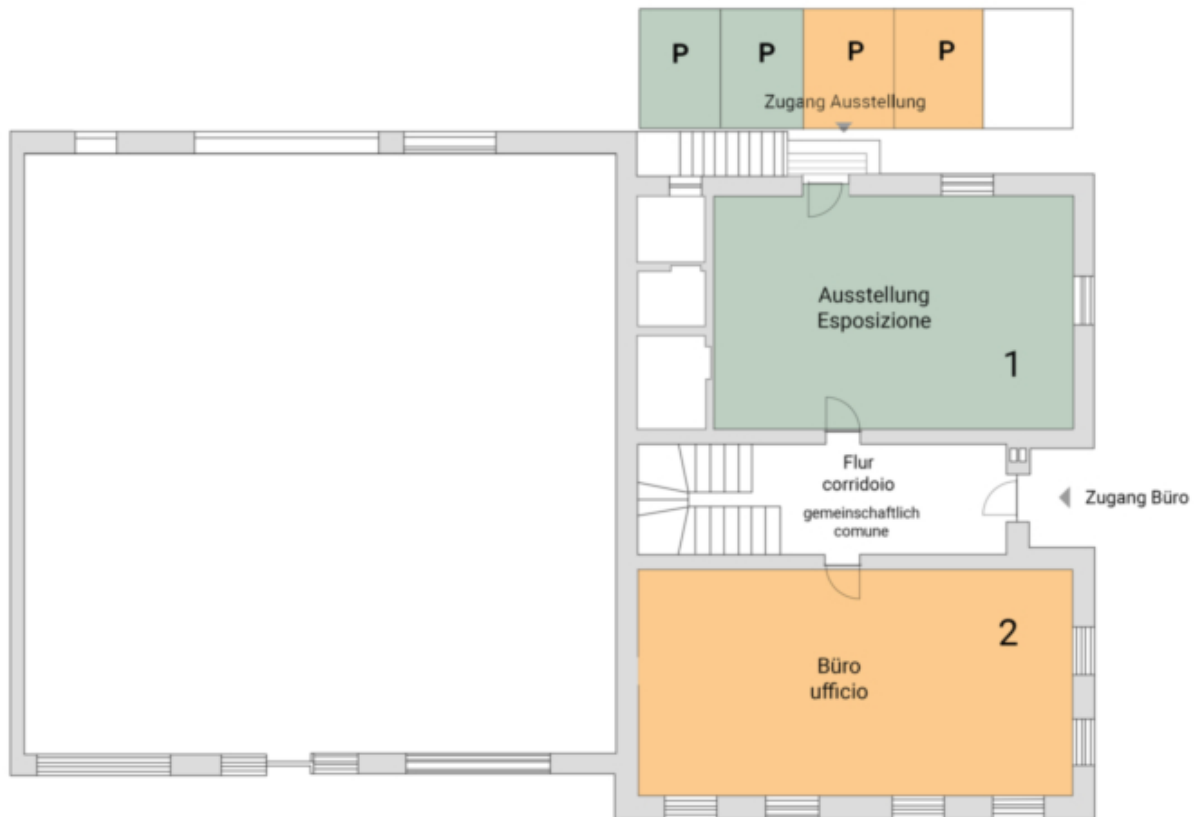 P P P P
Zugang Ausstellung
Ausstellung
Esposizione
1
Flur
corridoio
gemeinschaftlich
comune
Zugang Büro
2
Büro
ufficio